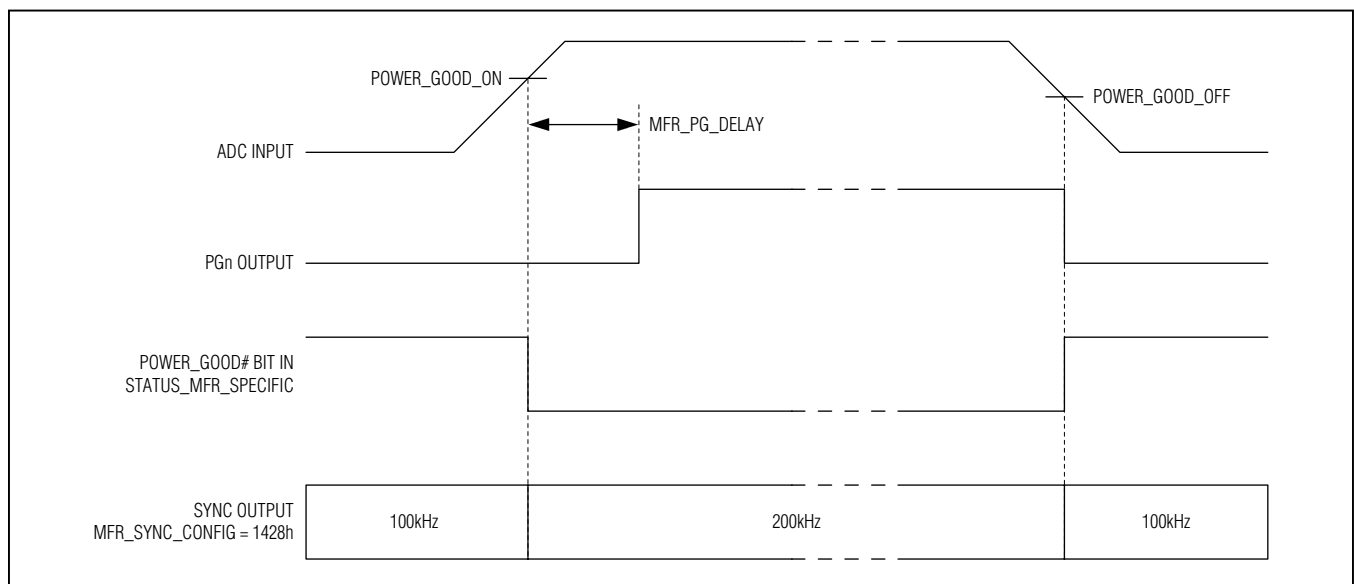 POWER_GOOD_ON
POWER_GOOD_OFF
MFR_PG_DELAY
ADC INPUT
PGn OUTPUT
POWER_GOOD# BIT IN
STATUS_MFR_SPECIFIC
SYNC OUTPUT
MFR_SYNC_CONFIG = 1428h
100kHz
200kHz
100kHz